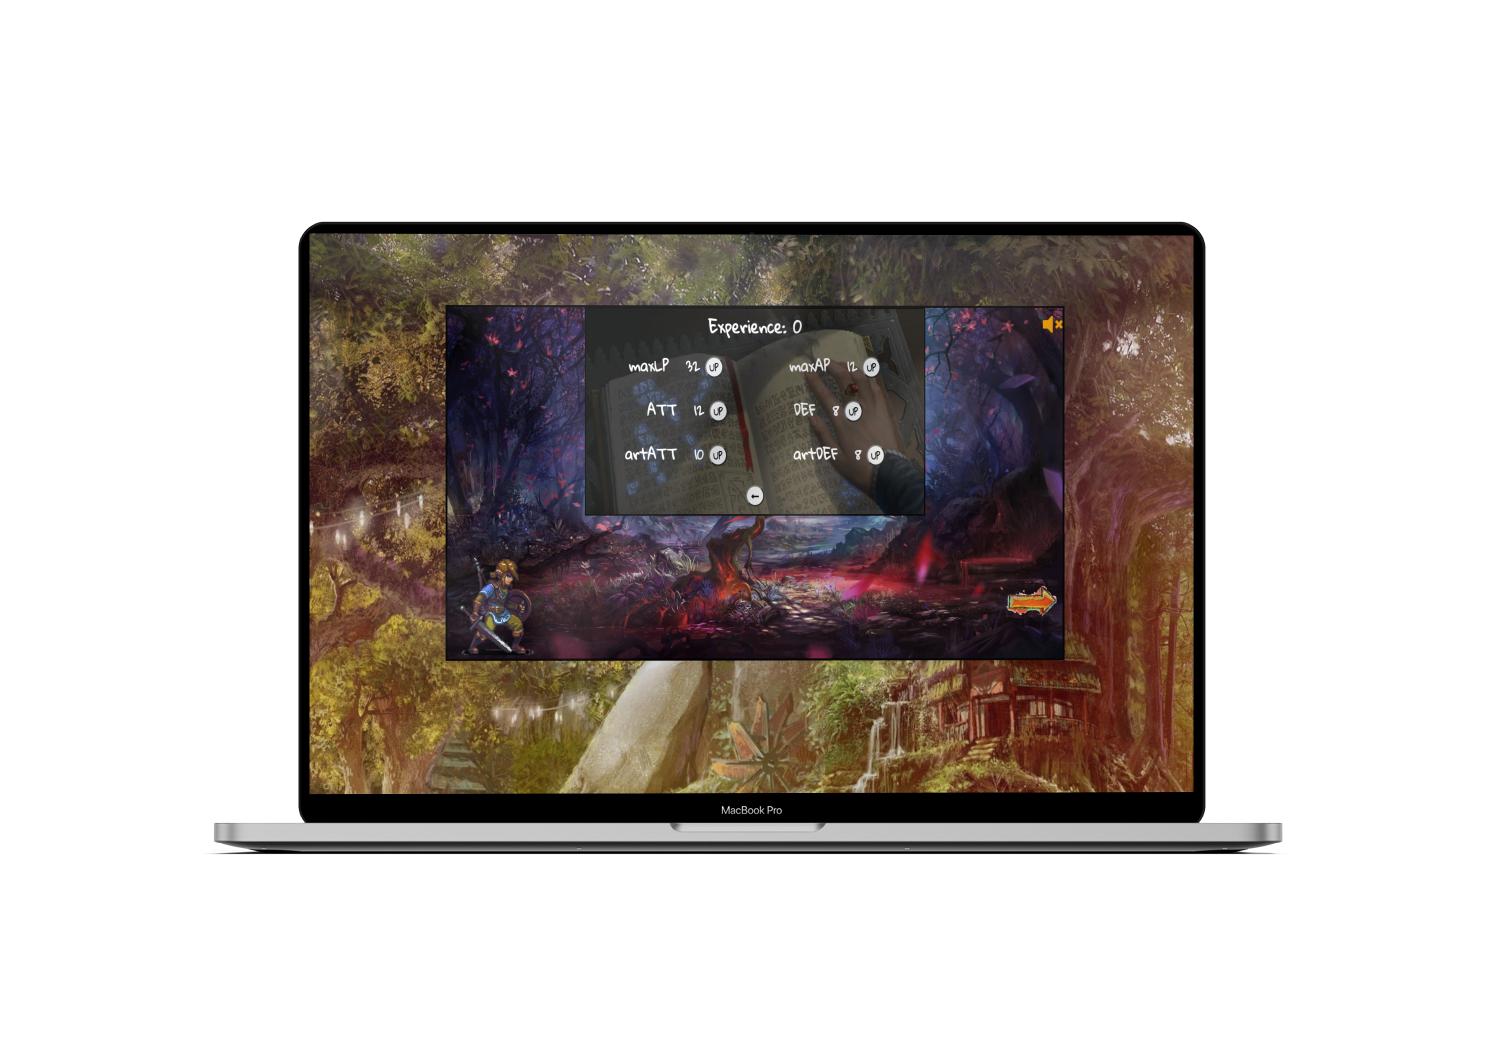 Experience: 0
maxLP 32 UP maxAP 12 UP
ATT 12 UP DEF 8 UP
artATT 10 UP artDEF 8 UP
←
MacBook Pro